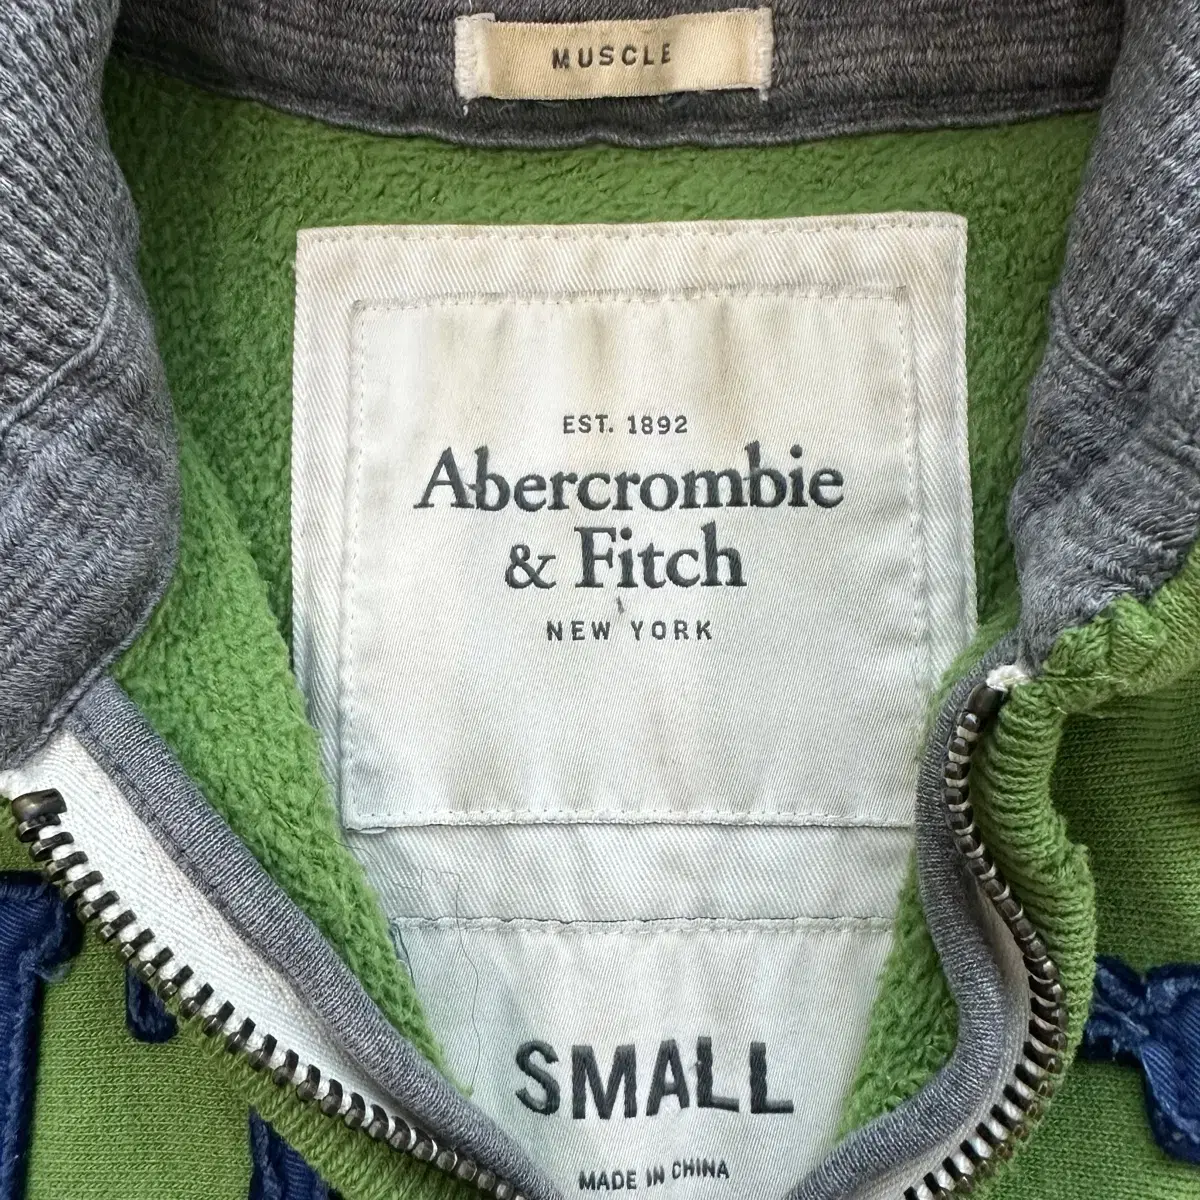 MUSCLE
EST. 1892
Abercrombie
& Fitch
NEW YORK
SMALL
MADE IN CHINA